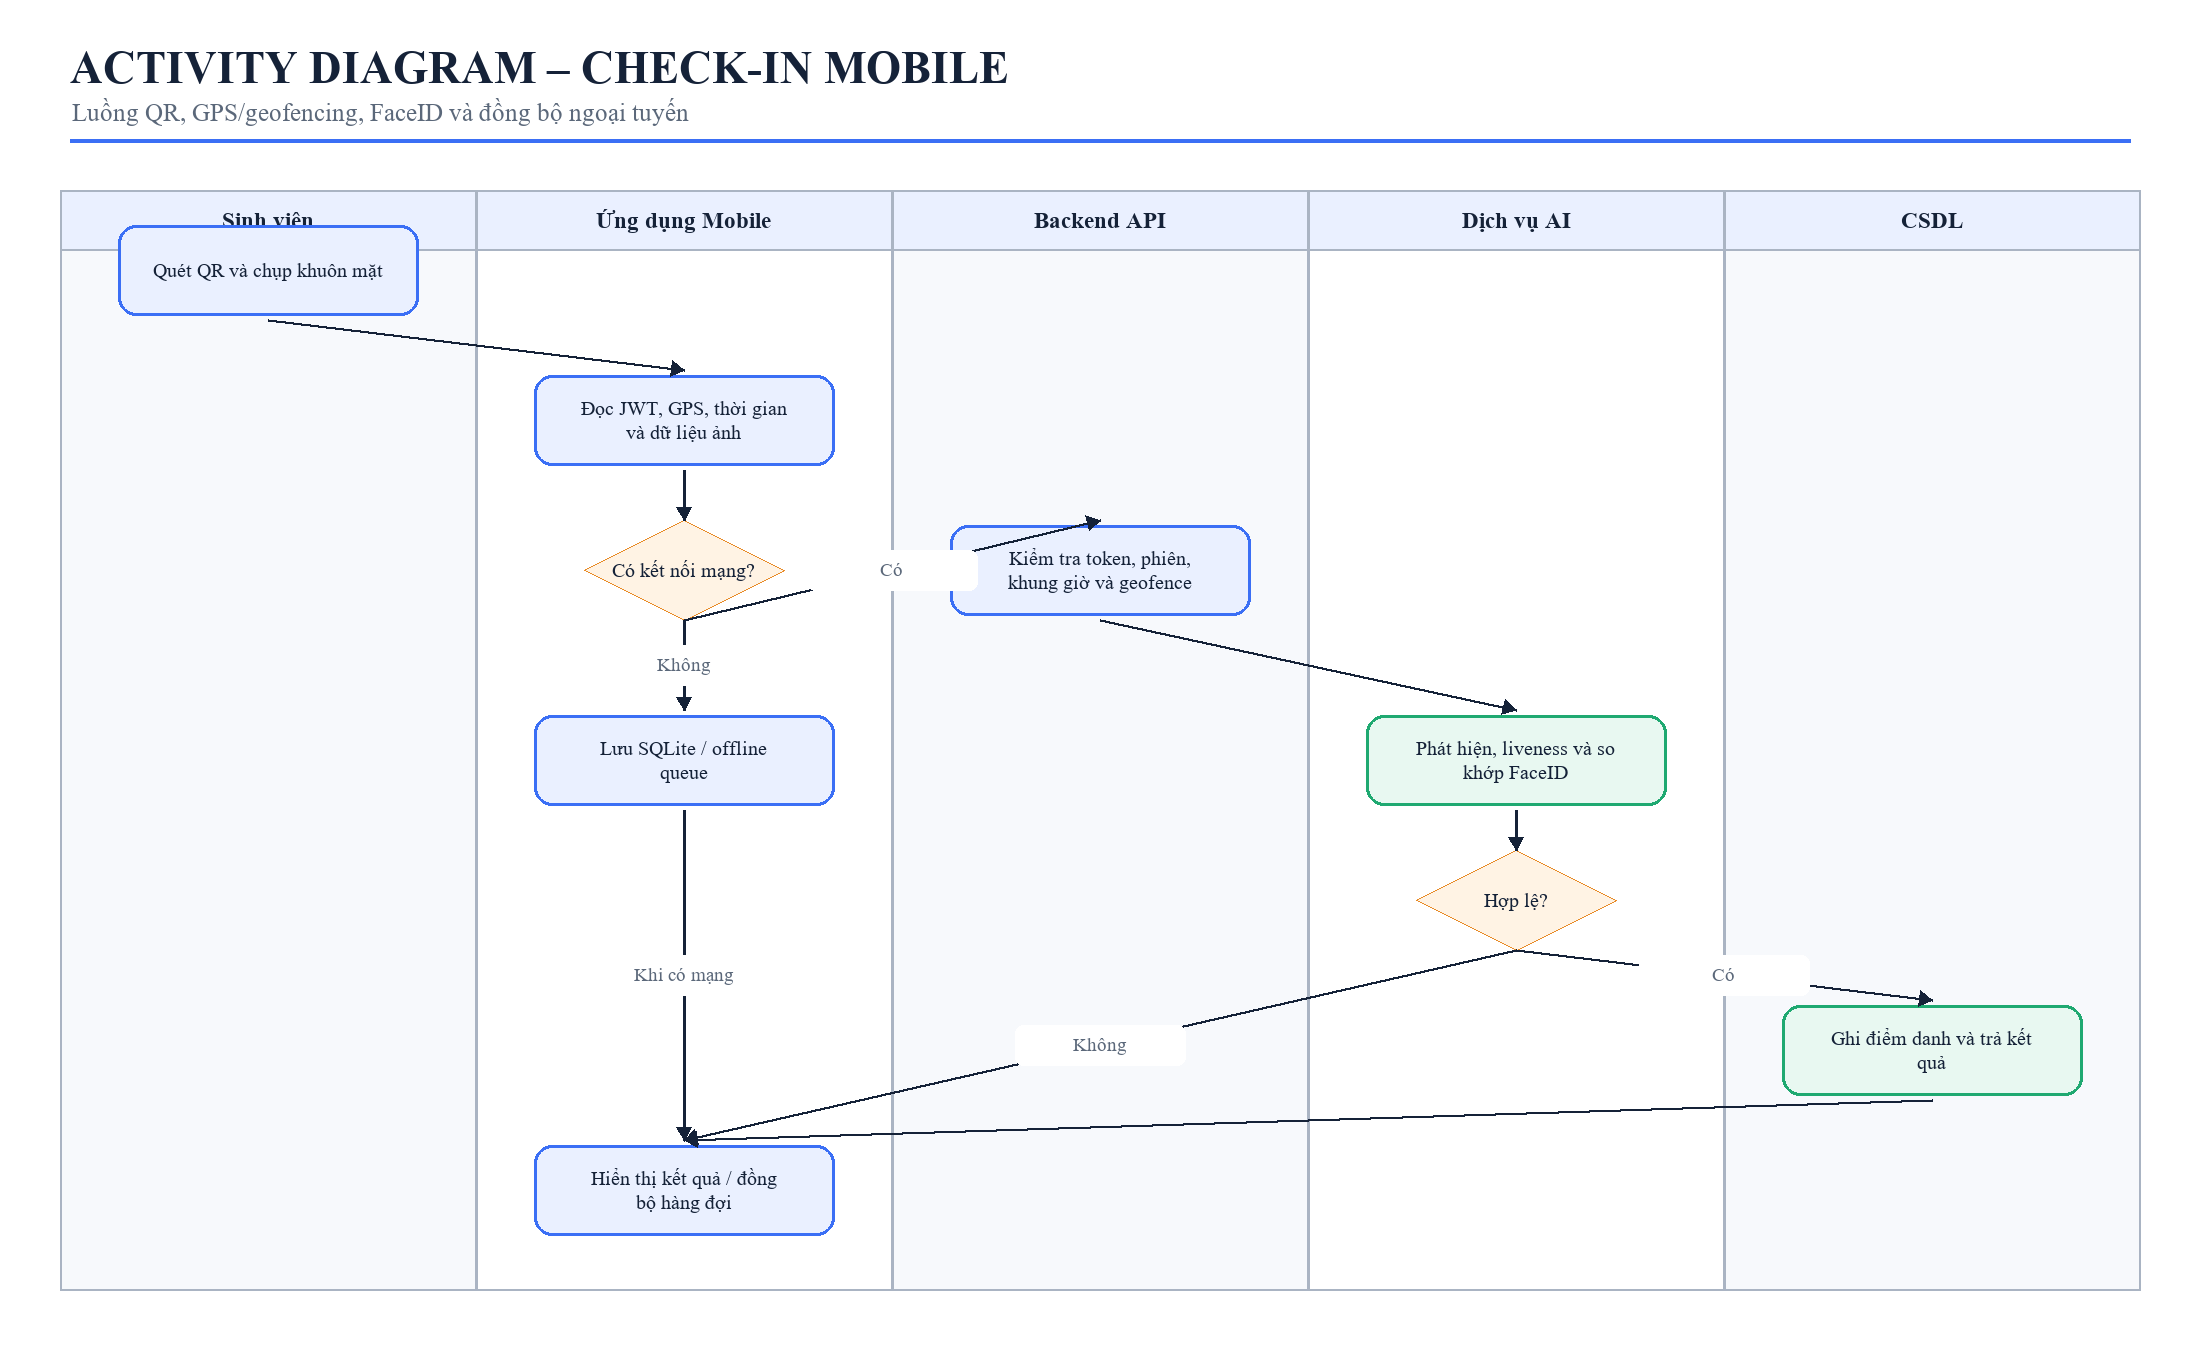 ACTIVITY DIAGRAM – CHECK-IN MOBILE
Luồng QR, GPS/geofencing, FaceID và đồng bộ ngoại tuyến
Sinh viên
Ứng dụng Mobile
Backend API
Dịch vụ AI
CSDL
Quét QR và chụp khuôn mặt
Đọc JWT, GPS, thời gian
và dữ liệu ảnh
Có kết nối mạng?
Có
Kiểm tra token, phiên,
khung giờ và geofence
Không
Lưu SQLite / offline
queue
Phát hiện, liveness và so
khớp FaceID
Hợp lệ?
Khi có mạng
Có
Không
Ghi điểm danh và trả kết
quả
Hiển thị kết quả / đồng
bộ hàng đợi